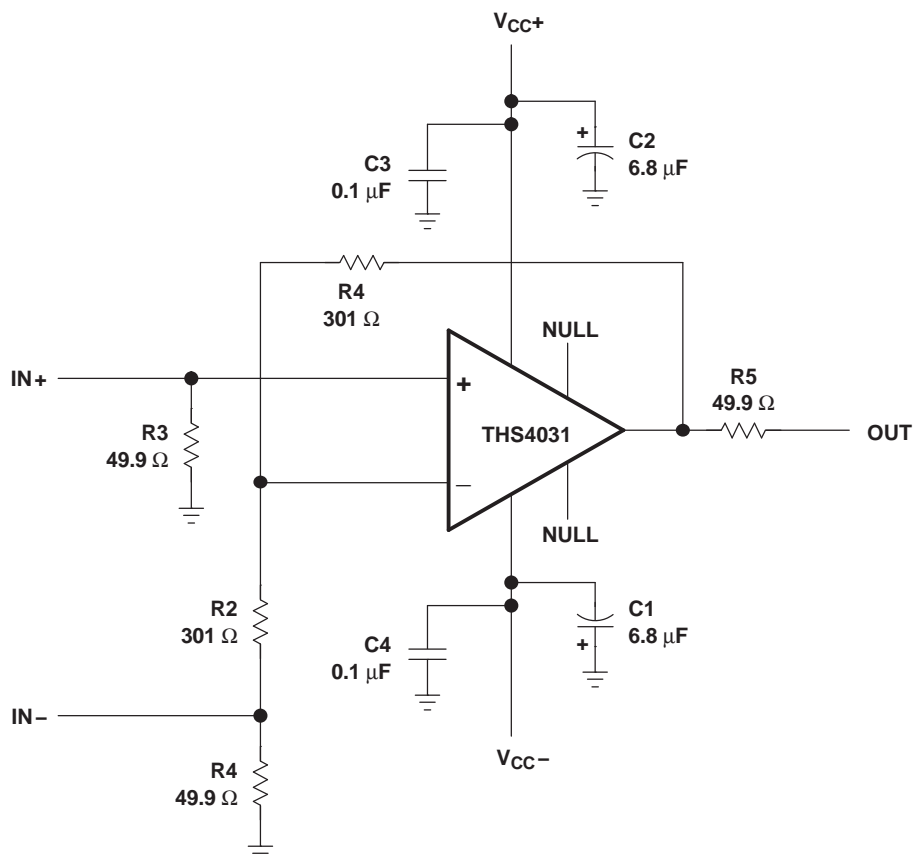 VCC+
C3
0.1 μF
C2
6.8 μF
R4
301 Ω
NULL
IN+
+
R5
49.9 Ω
R3
49.9 Ω
THS4031
OUT
−
NULL
R2
301 Ω
C4
0.1 μF
C1
6.8 μF
IN−
VCC−
R4
49.9 Ω
+
+